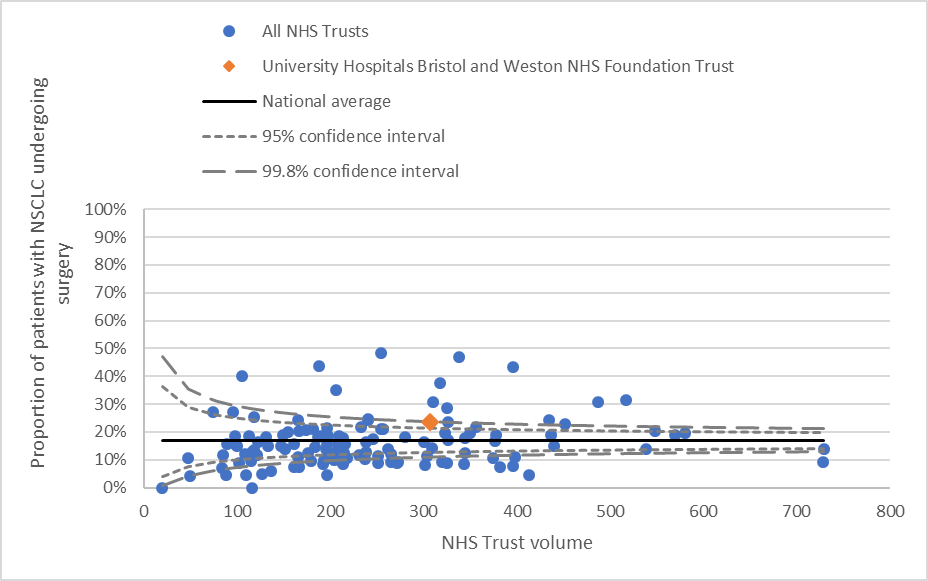 All NHS Trusts
University Hospitals Bristol and Weston NHS Foundation Trust
National average
95% confidence interval
99.8% confidence interval
Proportion of patients with NSCLC undergoing
surgery
100%
90%
80%
70%
60%
50%
40%
30%
20%
10%
0%
0 100 200 300 400 500 600 700 800
NHS Trust volume